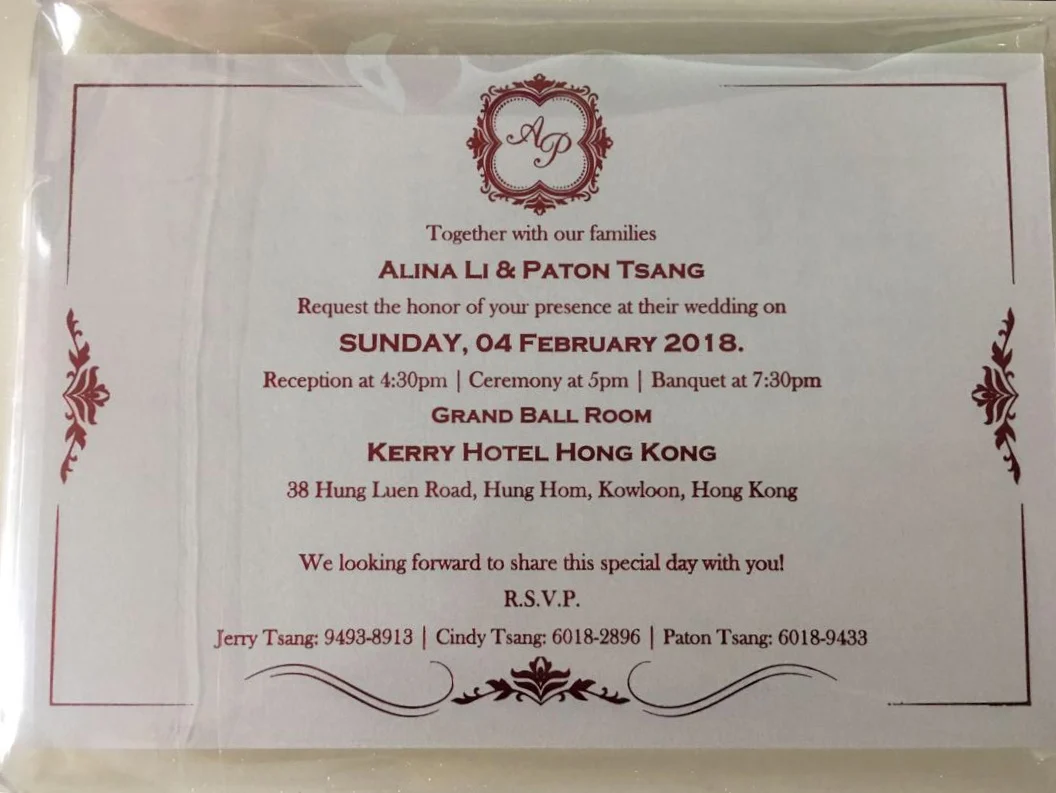 AP
Together with our families
ALINA LI & PATON TSANG
Request the honor of your presence at their wedding on
SUNDAY, 04 FEBRUARY 2018.
Reception at 4:30pm | Ceremony at 5pm | Banquet at 7:30pm
GRAND BALL ROOM
KERRY HOTEL HONG KONG
38 Hung Luen Road, Hung Hom, Kowloon, Hong Kong
We looking forward to share this special day with you!
R.S.V.P.
Jerry Tsang: 9493-8913 | Cindy Tsang: 6018-2896 | Paton Tsang: 6018-9433